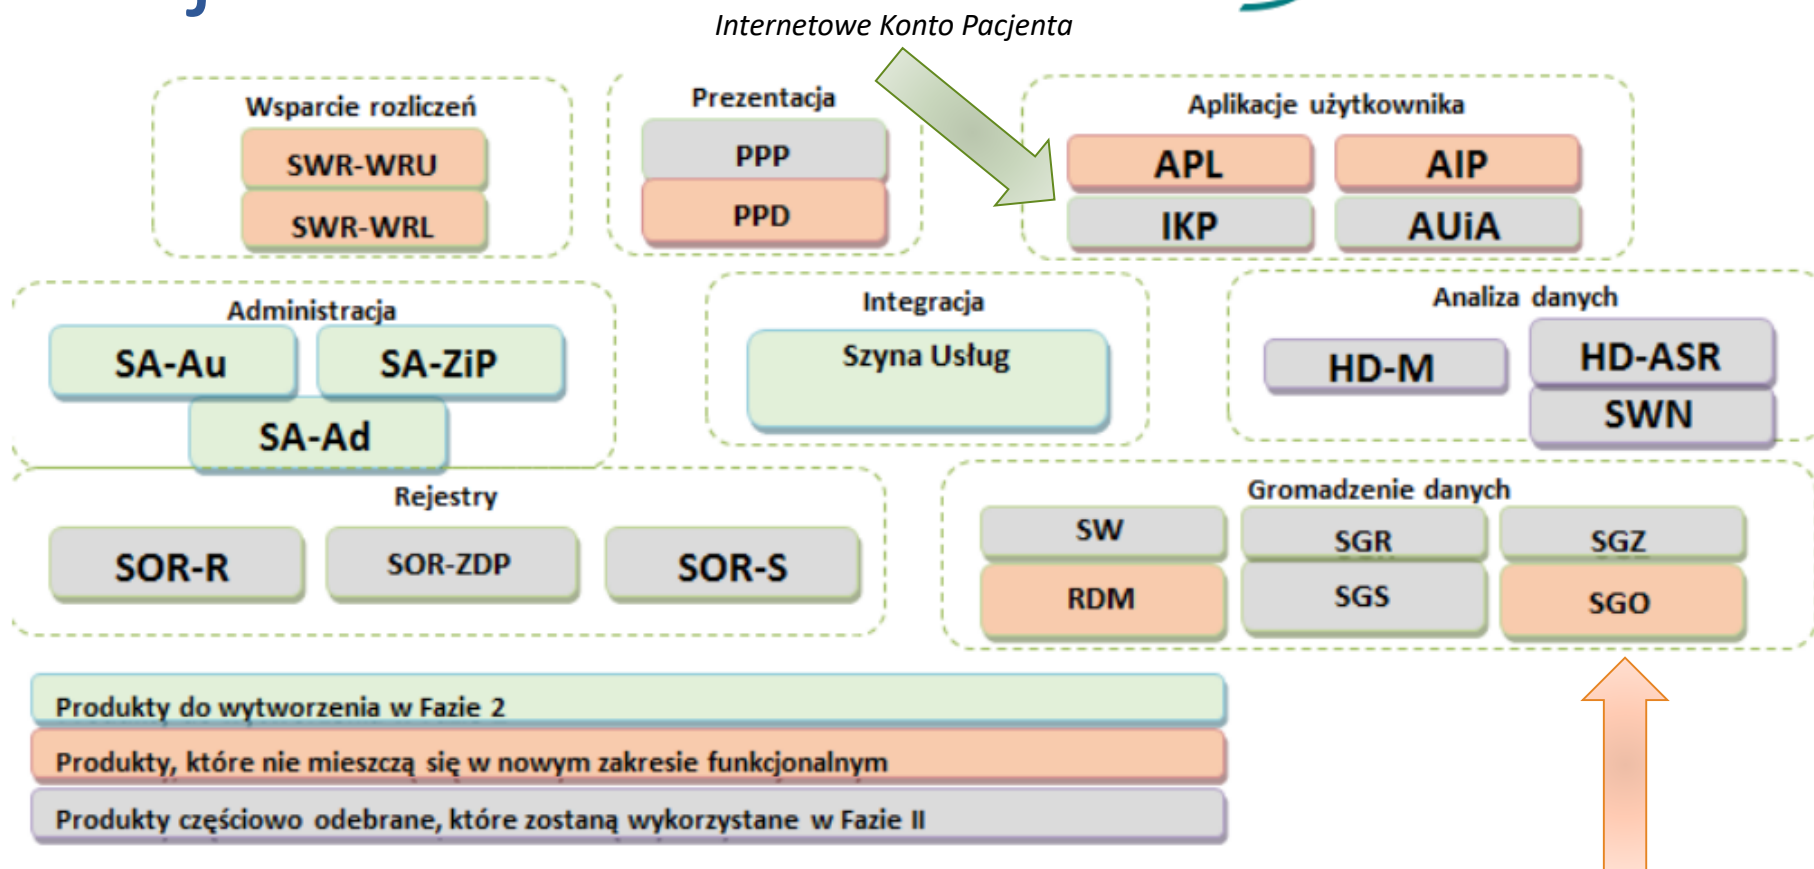 Internetowe Konto Pacjenta
Wsparcie rozliczeń
SWR-WRU
SWR-WRL
Prezentacja
PPP
PPD
Aplikacje użytkownika
APL
AIP
IKP
AUiA
Administracja
SA-Au
SA-ZiP
SA-Ad
Integracja
Szyna Usług
Analiza danych
HD-M
HD-ASR
SWN
Rejestry
SOR-R
SOR-ZDP
SOR-S
Gromadzenie danych
SW
SGR
SGZ
RDM
SGS
SGO
Produkty do wytworzenia w Fazie 2
Produkty, które nie mieszczą się w nowym zakresie funkcjonalnym
Produkty częściowo odebrane, które zostaną wykorzystane w Fazie II